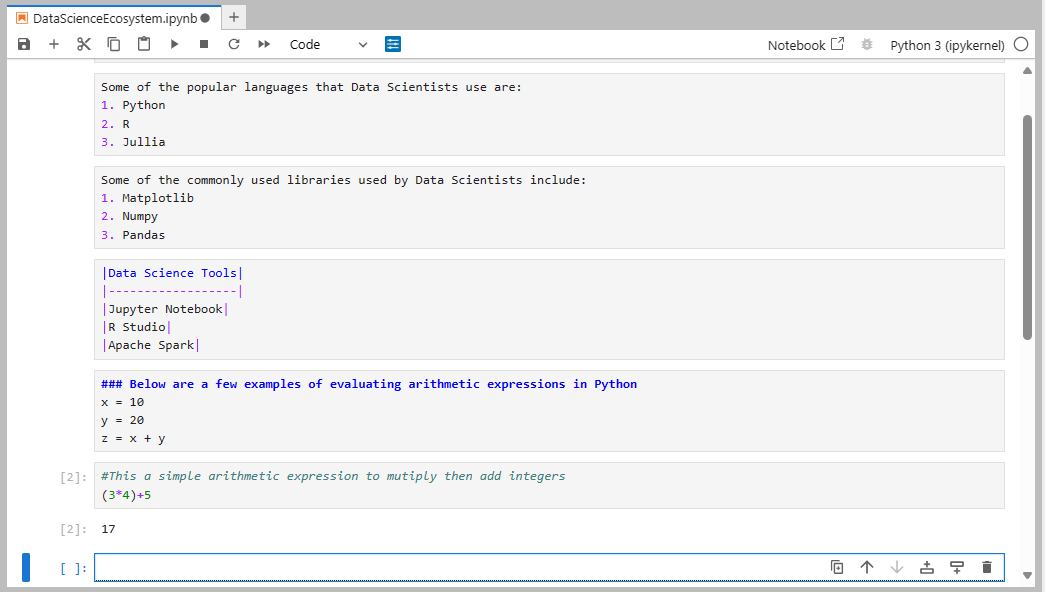 DataScienceEcosystem.ipynb
Code
Notebook
Python 3 (ipykernel)
Some of the popular languages that Data Scientists use are:
1. Python
2. R
3. Jullia
Some of the commonly used libraries used by Data Scientists include:
1. Matplotlib
2. Numpy
3. Pandas
|Data Science Tools|
|------------------|
|Jupyter Notebook|
|R Studio|
|Apache Spark|
### Below are a few examples of evaluating arithmetic expressions in Python
x = 10
y = 20
z = x + y
[2]: #This a simple arithmetic expression to mutiply then add integers
(3*4)+5
[2]: 17
[ ]: